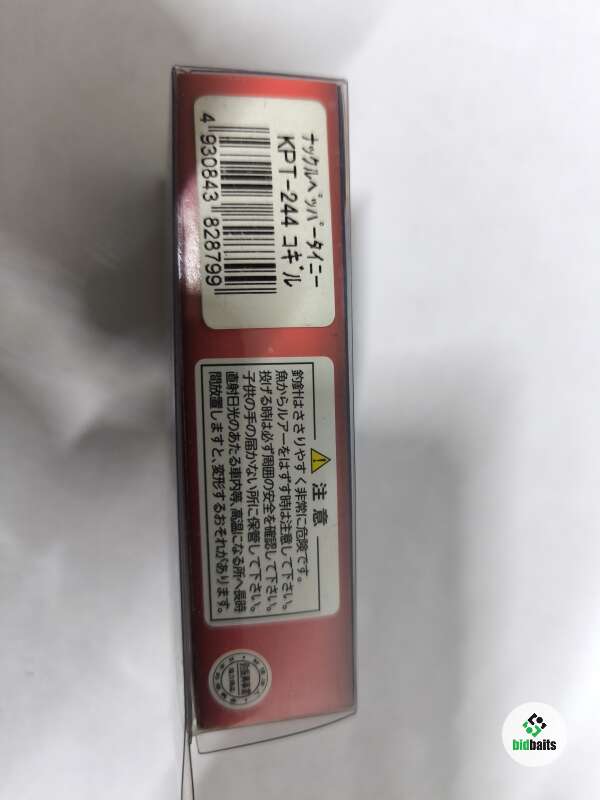 ナックルペッパータイニー
KPT-244 コギル
4 930843 828799
⚠ 注意
釣針はささりやすく非常に危険です。
魚からルアーをはずす時は注意して下さい。
投げる時は必ず周囲の安全を確認して下さい。
子供の手の届かない所に保管して下さい。
直射日光のあたる車内等、高温になる所へ長時
間放置しますと、変形するおそれがあります。
bidbaits